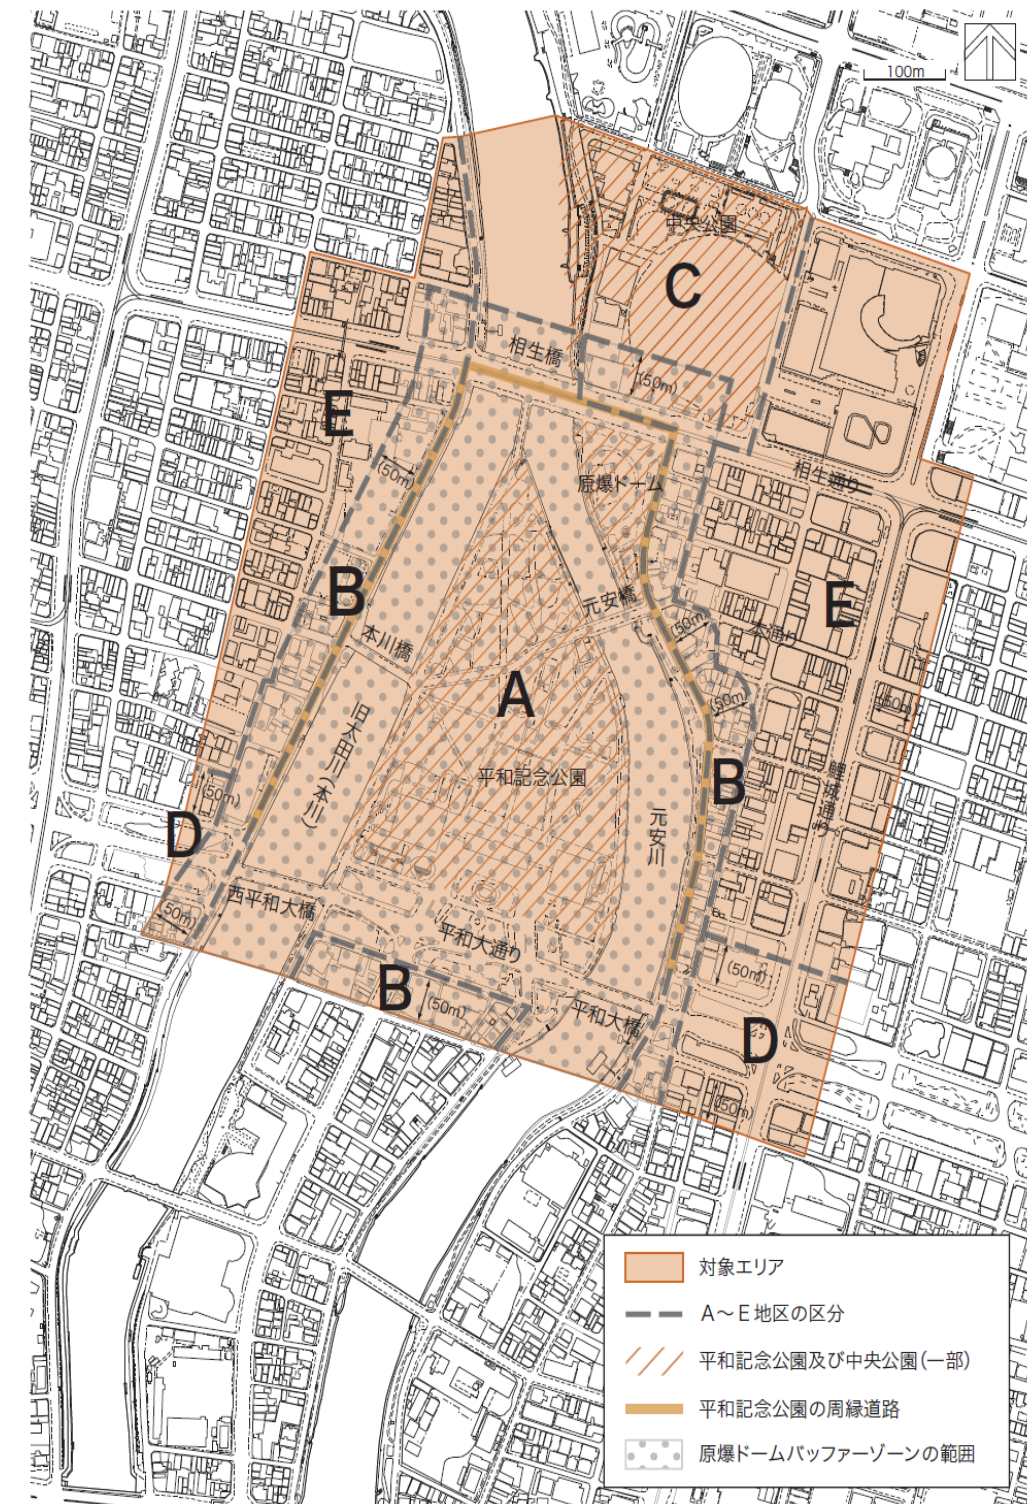 100m
中央公園
C
相生橋
(50m)
E
相生通り
(50m)
原爆ドーム
B
元安橋
E
(50m)
本通り
本川橋
A
(50m)
(50m)
旧太田川(本川)
平和記念公園
B
鯉城通り
(50m)
D
元安川
西平和大橋
(50m)
平和大通り
(50m)
B
(50m)
平和大橋
D
(50m)
対象エリア
A～E地区の区分
平和記念公園及び中央公園(一部)
平和記念公園の周縁道路
原爆ドームバッファーゾーンの範囲